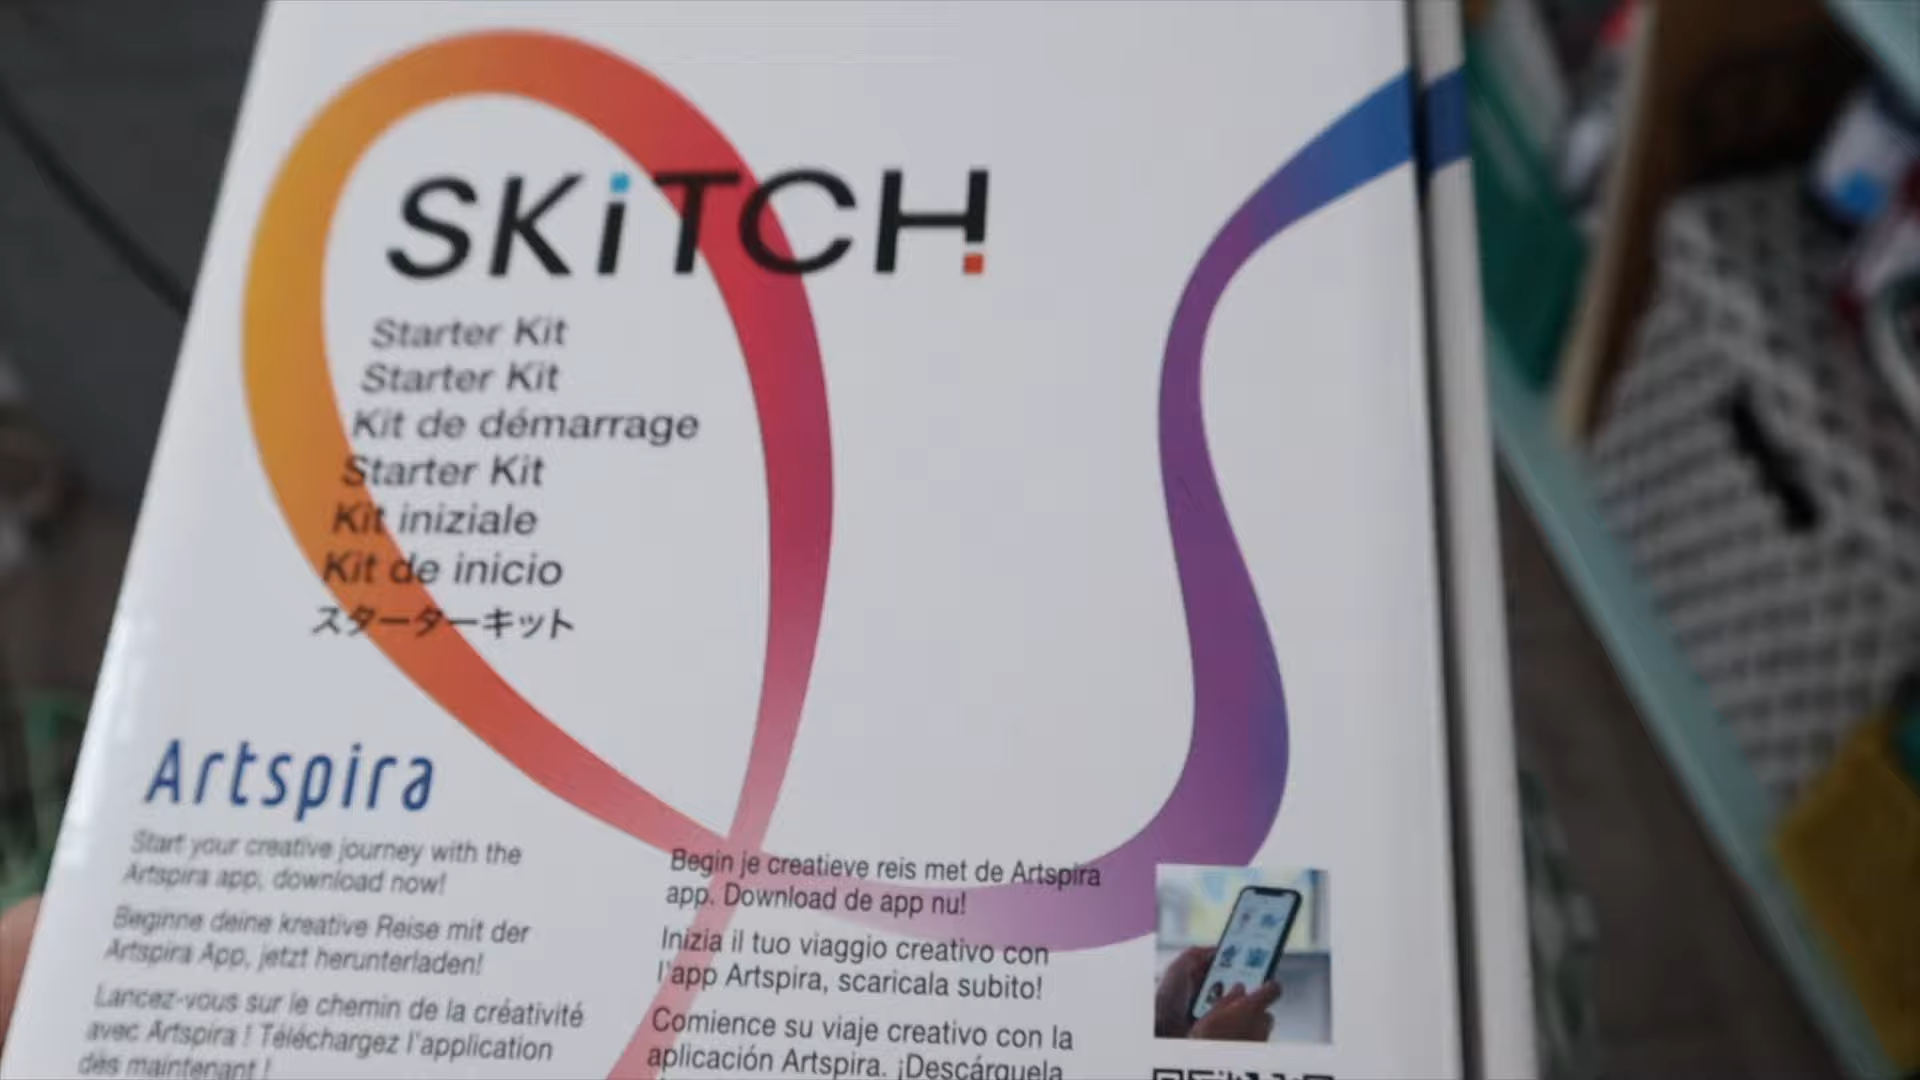 SKiTCH
Starter Kit
Starter Kit
Kit de démarrage
Starter Kit
Kit iniziale
Kit de inicio
スターターキット
Artspira
Start your creative journey with the
Artspira app, download now!
Beginne deine kreative Reise mit der
Artspira App, jetzt herunterladen!
Lancez-vous sur le chemin de la créativité
avec Artspira ! Téléchargez l'application
dès maintenant !
Begin je creatieve reis met de Artspira
app. Download de app nu!
Inizia il tuo viaggio creativo con
l'app Artspira, scaricala subito!
Comience su viaje creativo con la
aplicación Artspira. ¡Descárguela